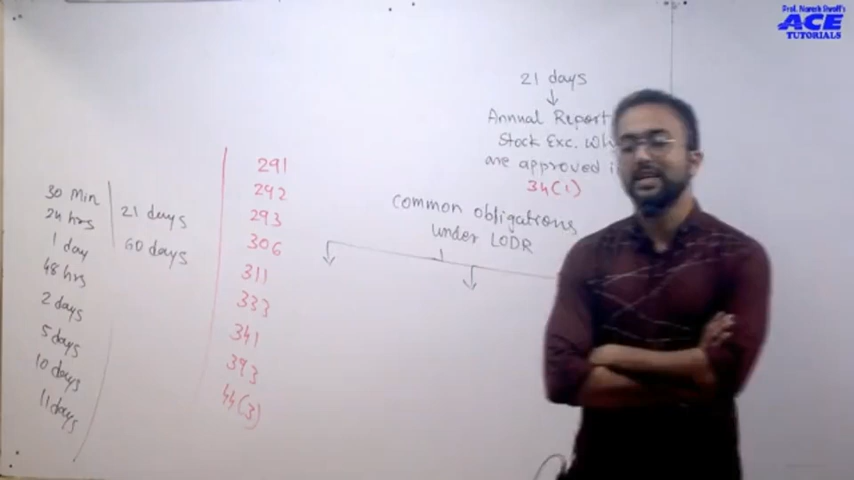 Prof. Naresh Shroff's
ACE
TUTORIALS
21 days
Annual Report
Stock Exc.
are approved
34(1)
Common obligations
under LODR
30 Min
24 hrs
1 day
48 hrs
2 days
5 days
10 days
11 days
21 days
60 days
291
292
293
306
311
333
341
393
44(3)